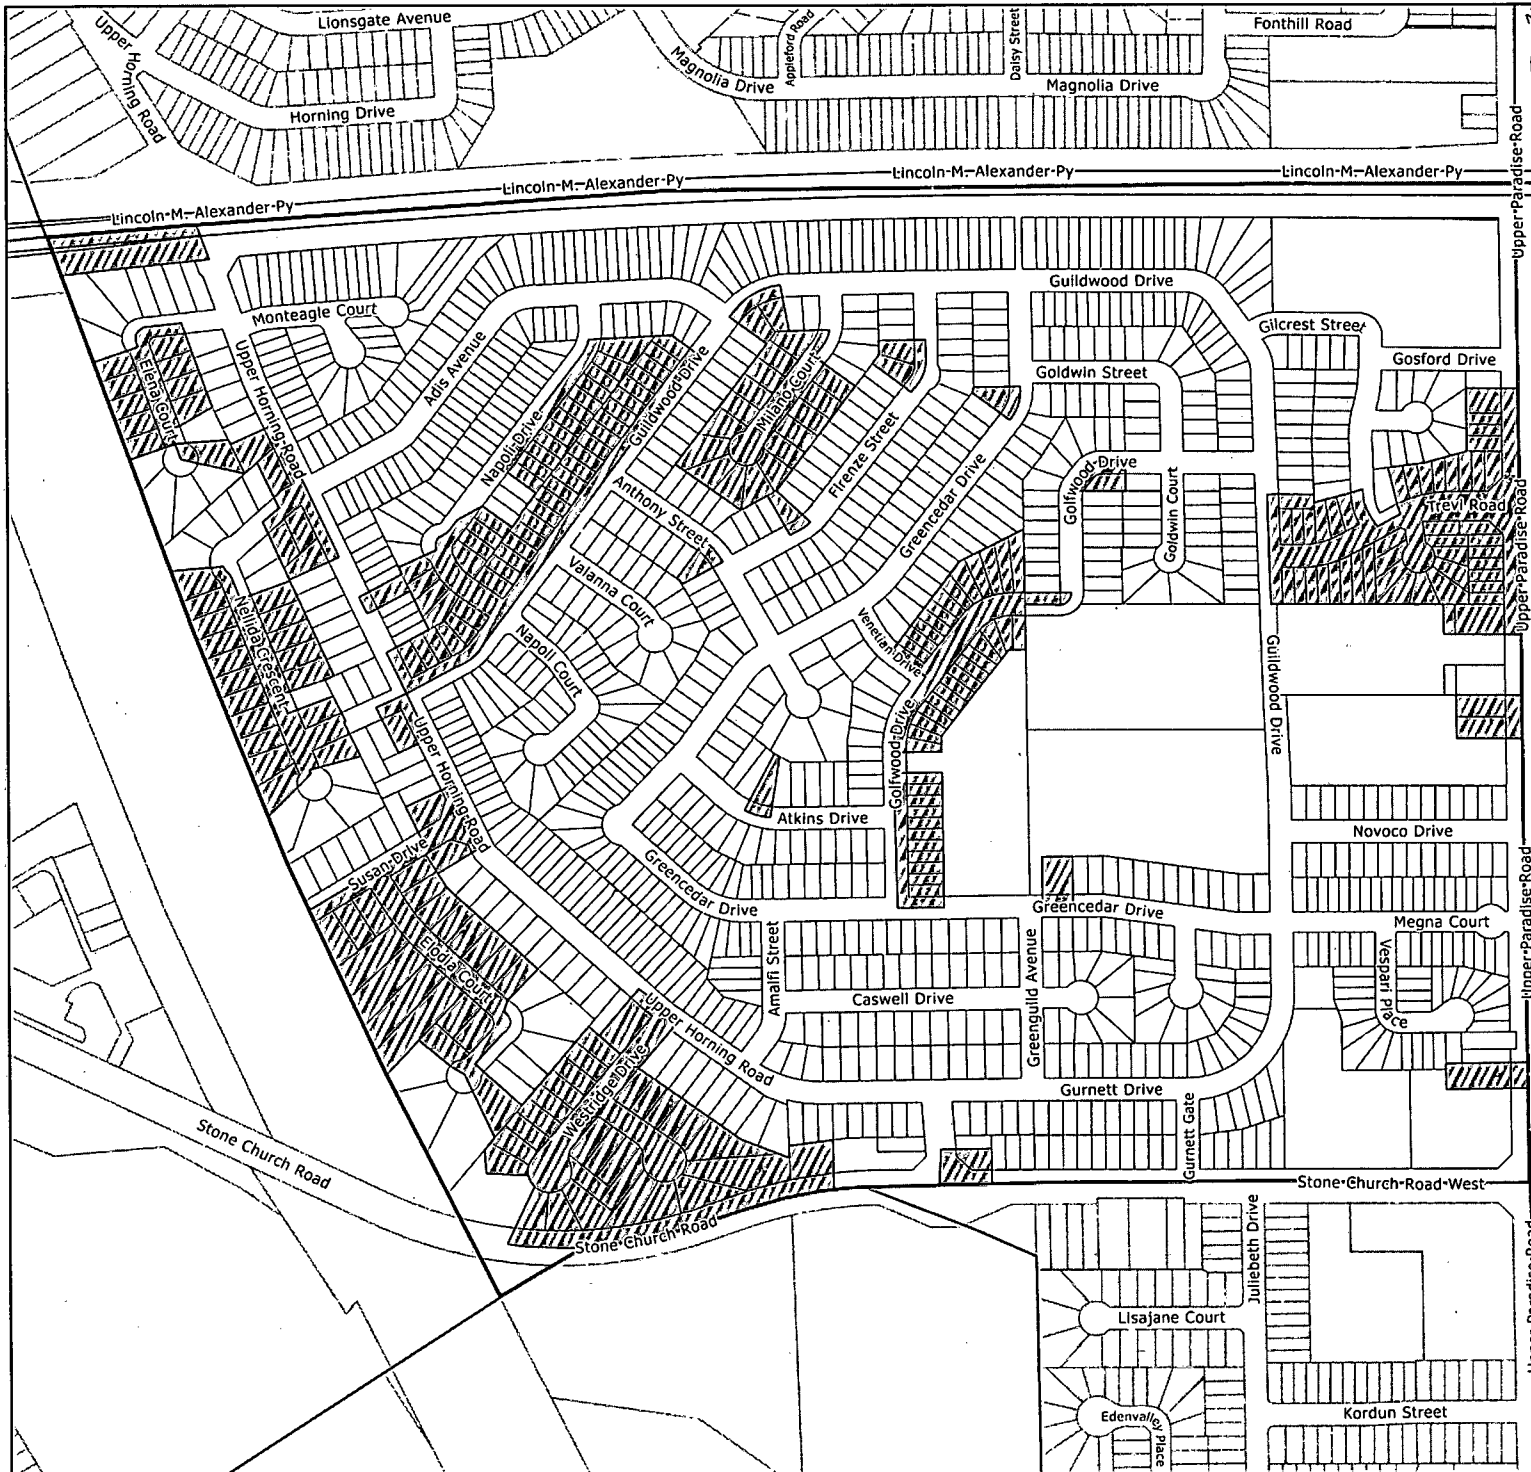 Lionsgate Avenue
Upper Horning Road
Horning Drive
Magnolia Drive
Appleford Road
Daisy Street
Magnolia Drive
Fonthill Road
Upper-Paradise-Road
Lincoln-M.-Alexander-Py
Lincoln-M.-Alexander-Py
Lincoln-M.-Alexander-Py
Lincoln-M.-Alexander-Py
Monteagle Court
Elena Court
Upper Horning Road
Adis Avenue
Napoli Drive
Guildwood Drive
Milano Court
Firenze Street
Guildwood Drive
Goldwin Street
Gilcrest Street
Gosford Drive
Anthony Street
Greencedar Drive
Golfwood Drive
Goldwin Court
Trevi Road
Upper-Paradise-Road
Valanna Court
Napoli Court
Venetian Drive
Nellida Crescent
Upper Horning Road
Golfwood Drive
Guildwood Drive
Atkins Drive
Novoco Drive
Upper-Paradise-Road
Susan Drive
Greencedar Drive
Greencedar Drive
Megna Court
Elodia Court
Amalfi Street
Caswell Drive
Greenguild Avenue
Vespari Place
Upper Horning Road
Westridge Drive
Gurnett Drive
Gurnett Gate
Stone Church Road
Stone Church Road
Stone-Church-Road-West
Juliebeth Drive
Lisajane Court
Edenvalley Place
Kordun Street